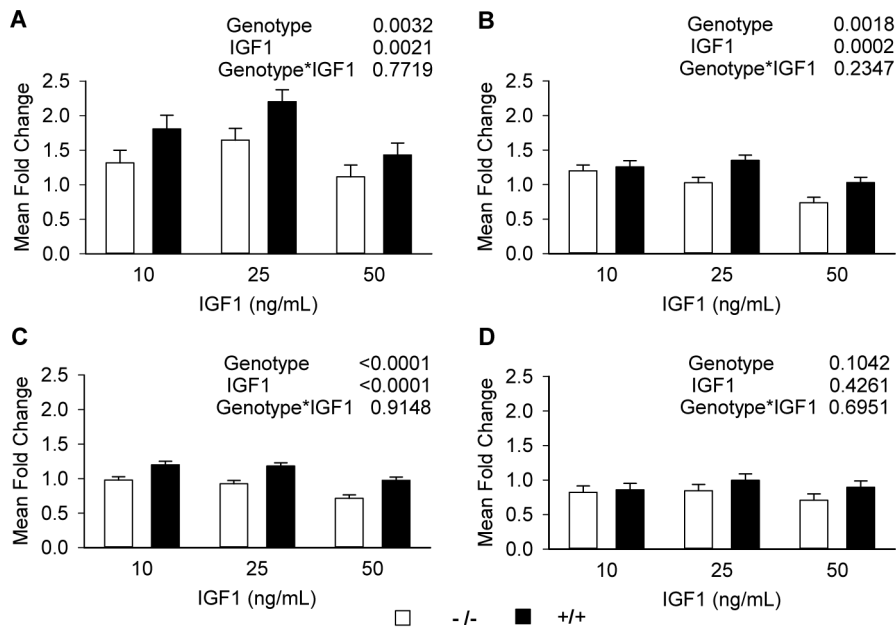 A
Genotype 0.0032
IGF1 0.0021
Genotype*IGF1 0.7719
2.5
2.0
1.5
1.0
0.5
0.0
Mean Fold Change
10 25 50
IGF1 (ng/mL)
B
Genotype 0.0018
IGF1 0.0002
Genotype*IGF1 0.2347
2.5
2.0
1.5
1.0
0.5
0.0
Mean Fold Change
10 25 50
IGF1 (ng/mL)
C
Genotype <0.0001
IGF1 <0.0001
Genotype*IGF1 0.9148
2.5
2.0
1.5
1.0
0.5
0.0
Mean Fold Change
10 25 50
IGF1 (ng/mL)
D
Genotype 0.1042
IGF1 0.4261
Genotype*IGF1 0.6951
2.5
2.0
1.5
1.0
0.5
0.0
Mean Fold Change
10 25 50
IGF1 (ng/mL)
- /- +/+